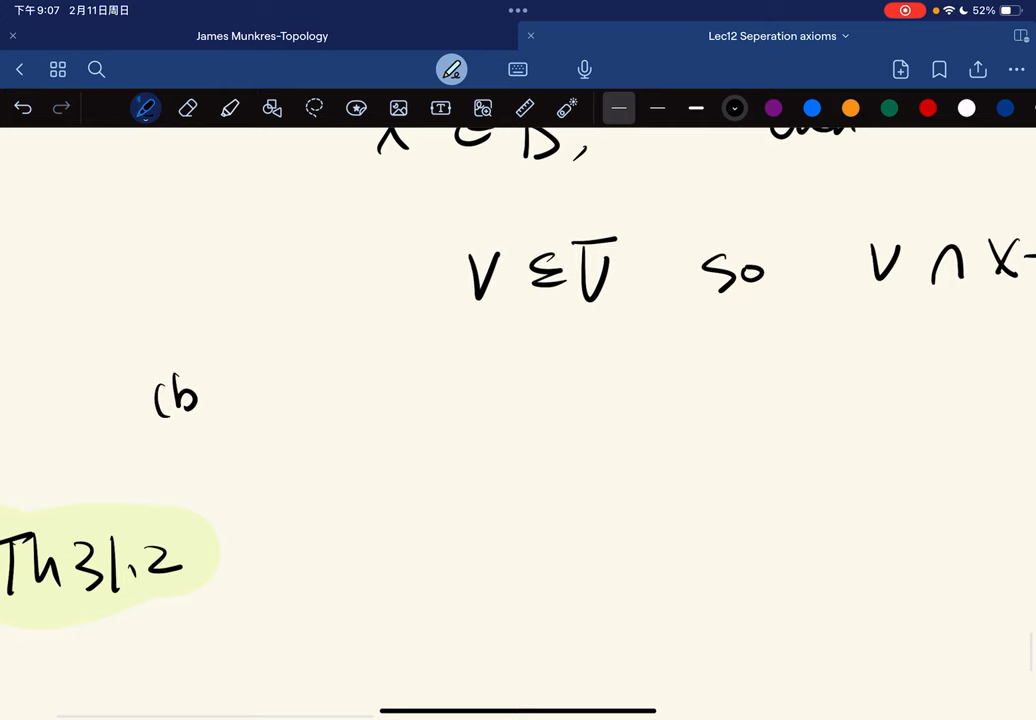 下午9:07 2月11日周日 52%
James Munkres-Topology
Lec12 Seperation axioms
x ∈ B, then
V ⊆ U̅ so V ∩ X-
(b
Th 31.2